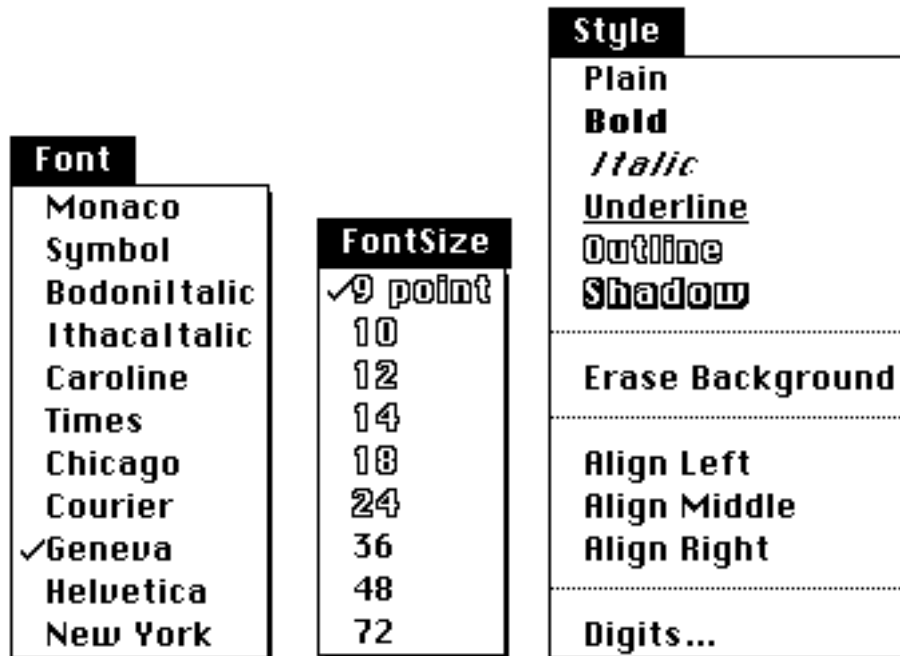 Font
Monaco
Symbol
BodoniItalic
IthacaItalic
Caroline
Times
Chicago
Courier
✓Geneva
Helvetica
New York
FontSize
✓9 point
10
12
14
18
24
36
48
72
Style
Plain
Bold
Italic
Underline
Outline
Shadow
Erase Background
Align Left
Align Middle
Align Right
Digits...